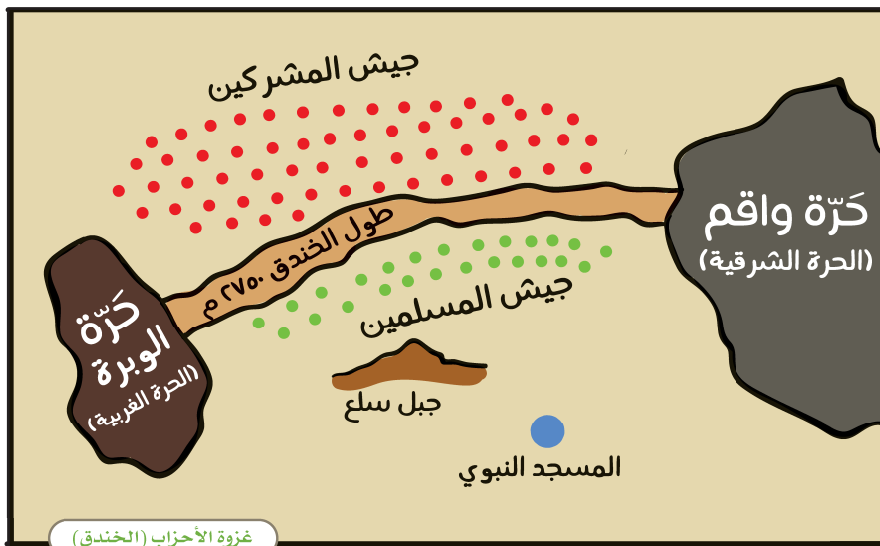 جيش المشركين
حَرّة واقم
(الحرة الشرقية)
طول الخندق ٢٧٥٠ م
جيش المسلمين
حَرّة
الوبرة
(الحرة الغربية)
جبل سلع
المسجد النبوي
غزوة الأحزاب (الخندق)